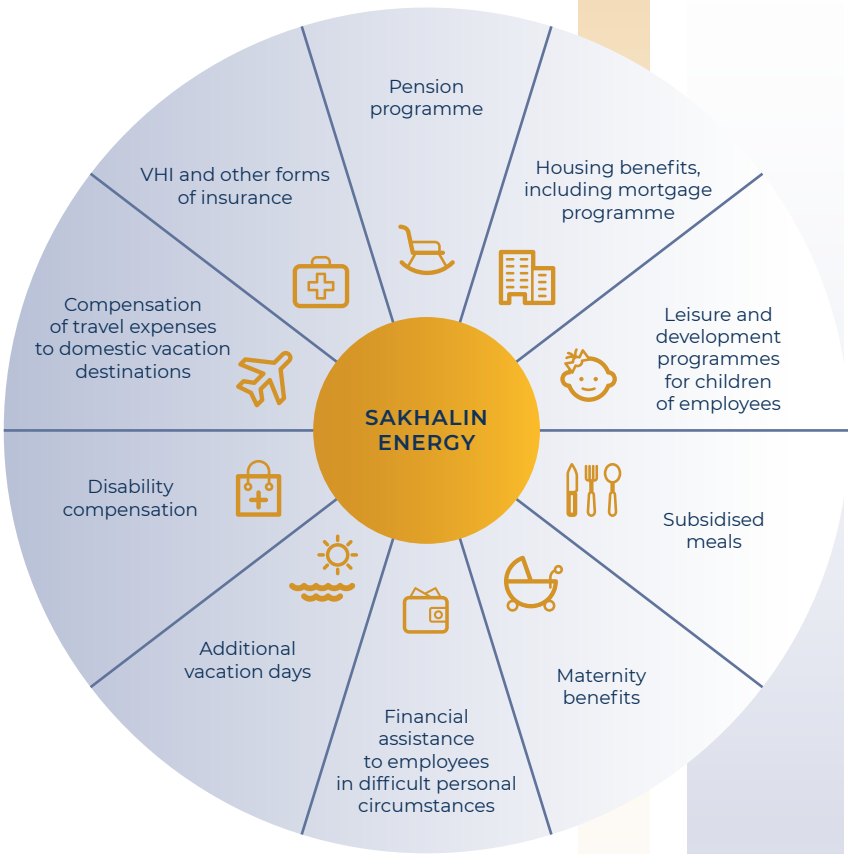 Pension
programme
Housing benefits,
including mortgage
programme
Leisure and
development
programmes
for children
of employees
Subsidised
meals
Maternity
benefits
Financial
assistance
to employees
in difficult personal
circumstances
Additional
vacation days
Disability
compensation
Compensation
of travel expenses
to domestic vacation
destinations
VHI and other forms
of insurance
SAKHALIN
ENERGY